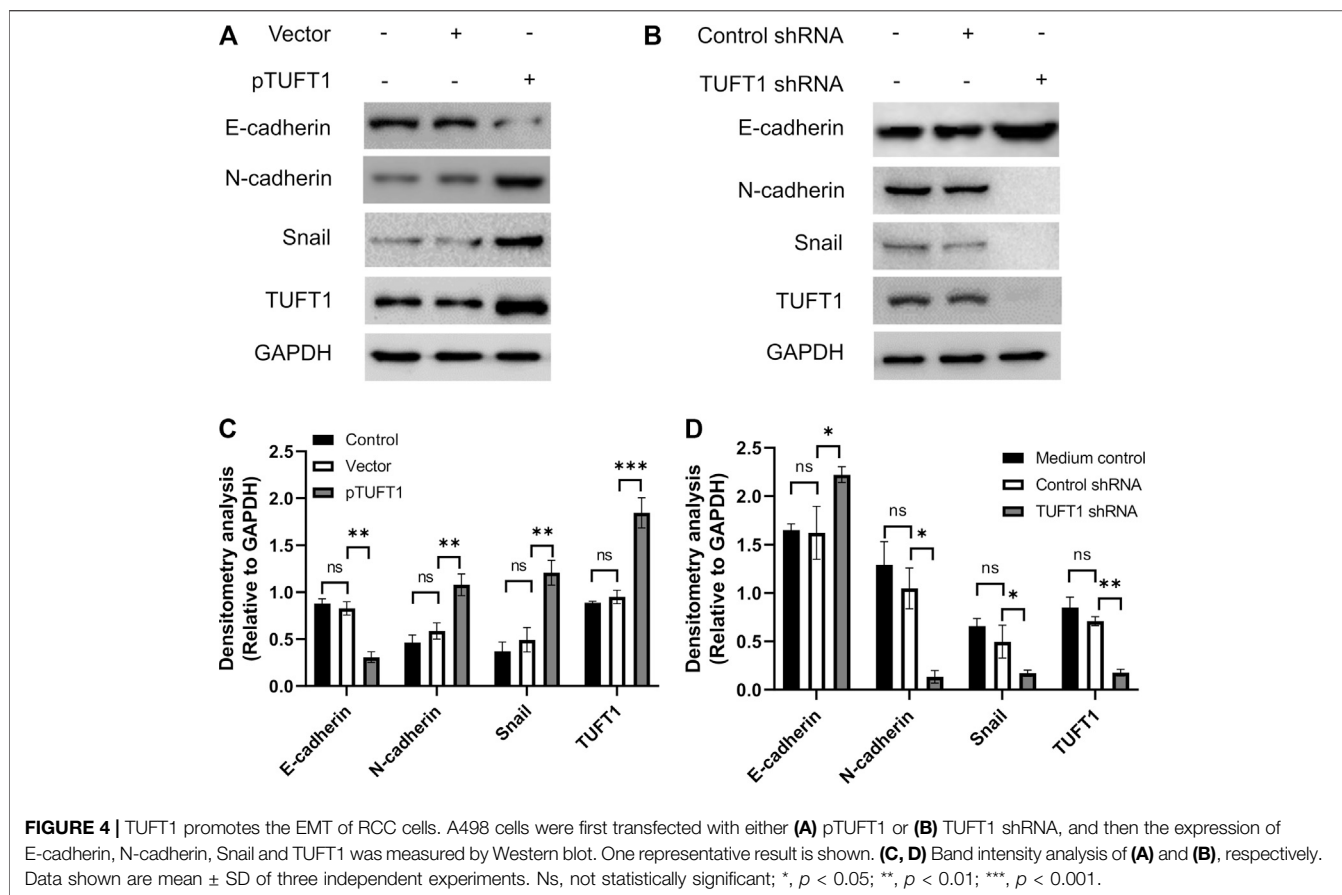 A
Vector - + -
pTUFT1 - - +
E-cadherin
N-cadherin
Snail
TUFT1
GAPDH
B
Control shRNA - + -
TUFT1 shRNA - - +
E-cadherin
N-cadherin
Snail
TUFT1
GAPDH
C
Densitometry analysis
(Relative to GAPDH)
2.5
2.0
1.5
1.0
0.5
0.0
Control
Vector
pTUFT1
ns **
ns **
ns **
ns ***
E-cadherin
N-cadherin
Snail
TUFT1
D
Densitometry analysis
(Relative to GAPDH)
2.5
2.0
1.5
1.0
0.5
0.0
Medium control
Control shRNA
TUFT1 shRNA
ns *
ns *
ns *
ns **
E-cadherin
N-cadherin
Snail
TUFT1
FIGURE 4 | TUFT1 promotes the EMT of RCC cells. A498 cells were first transfected with either (A) pTUFT1 or (B) TUFT1 shRNA, and then the expression of
E-cadherin, N-cadherin, Snail and TUFT1 was measured by Western blot. One representative result is shown. (C, D) Band intensity analysis of (A) and (B), respectively.
Data shown are mean ± SD of three independent experiments. Ns, not statistically significant; *, p < 0.05; **, p < 0.01; ***, p < 0.001.